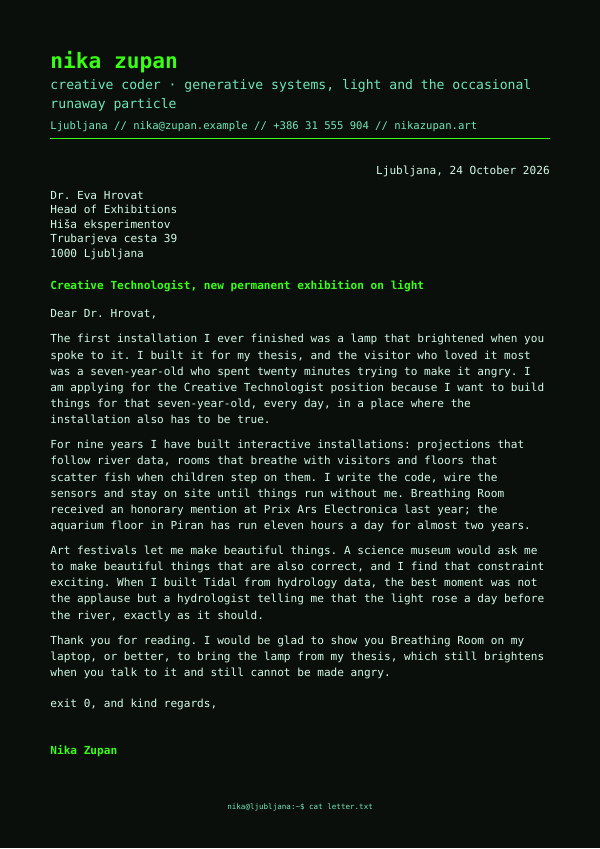 nika zupan
creative coder · generative systems, light and the occasional
runaway particle
Ljubljana // nika@zupan.example // +386 31 555 904 // nikazupan.art
Ljubljana, 24 October 2026
Dr. Eva Hrovat
Head of Exhibitions
Hiša eksperimentov
Trubarjeva cesta 39
1000 Ljubljana
Creative Technologist, new permanent exhibition on light
Dear Dr. Hrovat,
The first installation I ever finished was a lamp that brightened when you
spoke to it. I built it for my thesis, and the visitor who loved it most
was a seven-year-old who spent twenty minutes trying to make it angry. I
am applying for the Creative Technologist position because I want to build
things for that seven-year-old, every day, in a place where the
installation also has to be true.
For nine years I have built interactive installations: projections that
follow river data, rooms that breathe with visitors and floors that
scatter fish when children step on them. I write the code, wire the
sensors and stay on site until things run without me. Breathing Room
received an honorary mention at Prix Ars Electronica last year; the
aquarium floor in Piran has run eleven hours a day for almost two years.
Art festivals let me make beautiful things. A science museum would ask me
to make beautiful things that are also correct, and I find that constraint
exciting. When I built Tidal from hydrology data, the best moment was not
the applause but a hydrologist telling me that the light rose a day before
the river, exactly as it should.
Thank you for reading. I would be glad to show you Breathing Room on my
laptop, or better, to bring the lamp from my thesis, which still brightens
when you talk to it and still cannot be made angry.
exit 0, and kind regards,
Nika Zupan
nika@ljubljana:~$ cat letter.txt